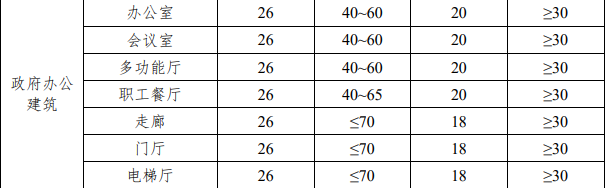 政府办公
建筑
办公室 26 40~60 20 ≥30
会议室 26 40~60 20 ≥30
多功能厅 26 40~60 20 ≥30
职工餐厅 26 40~65 20 ≥30
走廊 26 ≤70 18 ≥30
门厅 26 ≤70 18 ≥30
电梯厅 26 ≤70 18 ≥30